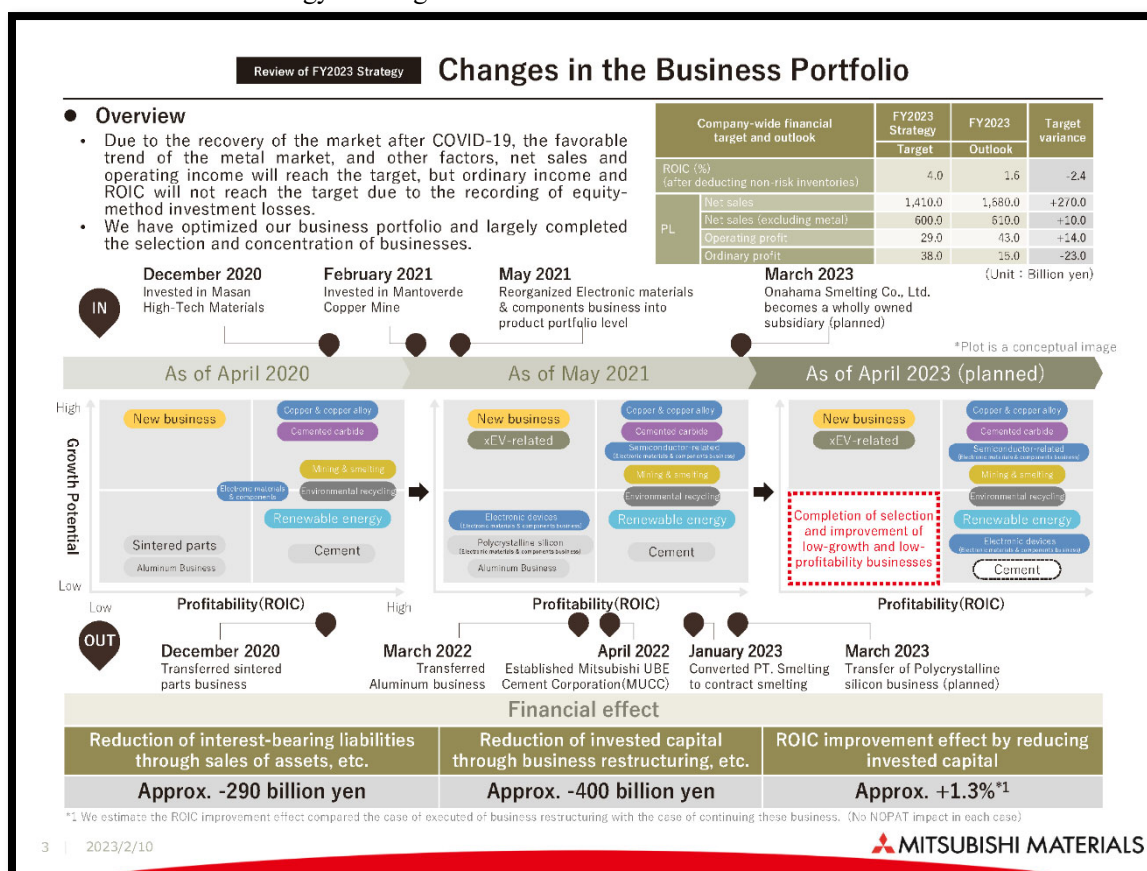 Review of FY2023 Strategy
Changes in the Business Portfolio
● Overview
・ Due to the recovery of the market after COVID-19, the favorable
trend of the metal market, and other factors, net sales and
operating income will reach the target, but ordinary income and
ROIC will not reach the target due to the recording of equity-
method investment losses.
・ We have optimized our business portfolio and largely completed
the selection and concentration of businesses.
Company-wide financial target and outlook FY2023 Strategy Target FY2023 Outlook Target variance
ROIC (%)
(after deducting non-risk inventories) 4.0 1.6 -2.4
PL
Net sales 1,410.0 1,680.0 +270.0
Net sales (excluding metal) 600.0 610.0 +10.0
Operating profit 29.0 43.0 +14.0
Ordinary profit 38.0 15.0 -23.0
(Unit：Billion yen)
IN
December 2020
Invested in Masan
High-Tech Materials
February 2021
Invested in Mantoverde
Copper Mine
May 2021
Reorganized Electronic materials
& components business into
product portfolio level
March 2023
Onahama Smelting Co., Ltd.
becomes a wholly owned
subsidiary (planned)
*Plot is a conceptual image
As of April 2020
As of May 2021
As of April 2023 (planned)
High
Growth Potential
Low
New business
Copper & copper alloy
Cemented carbide
Mining & smelting
Electronic materials
& components
Environmental recycling
Renewable energy
Sintered parts
Cement
Aluminum Business
Low
Profitability(ROIC)
High
New business
xEV-related
Copper & copper alloy
Cemented carbide
Semiconductor-related
(Electronic materials & components business)
Mining & smelting
Environmental recycling
Electronic devices
(Electronic materials & components business)
Renewable energy
Polycrystalline silicon
(Electronic materials & components business)
Cement
Aluminum Business
Profitability(ROIC)
New business
xEV-related
Copper & copper alloy
Cemented carbide
Semiconductor-related
(Electronic materials & components business)
Mining & smelting
Environmental recycling
Completion of selection
and improvement of
low-growth and low-
profitability businesses
Renewable energy
Electronic devices
(Electronic materials & components business)
Cement
Profitability(ROIC)
OUT
December 2020
Transferred sintered
parts business
March 2022
Transferred
Aluminum business
April 2022
Established Mitsubishi UBE
Cement Corporation(MUCC)
January 2023
Converted PT. Smelting
to contract smelting
March 2023
Transfer of Polycrystalline
silicon business (planned)
Financial effect
Reduction of interest-bearing liabilities
through sales of assets, etc.
Reduction of invested capital
through business restructuring, etc.
ROIC improvement effect by reducing
invested capital
Approx. -290 billion yen
Approx. -400 billion yen
Approx. +1.3%*1
*1 We estimate the ROIC improvement effect compared the case of executed of business restructuring with the case of continuing these business. (No NOPAT impact in each case)
3 | 2023/2/10
MITSUBISHI MATERIALS